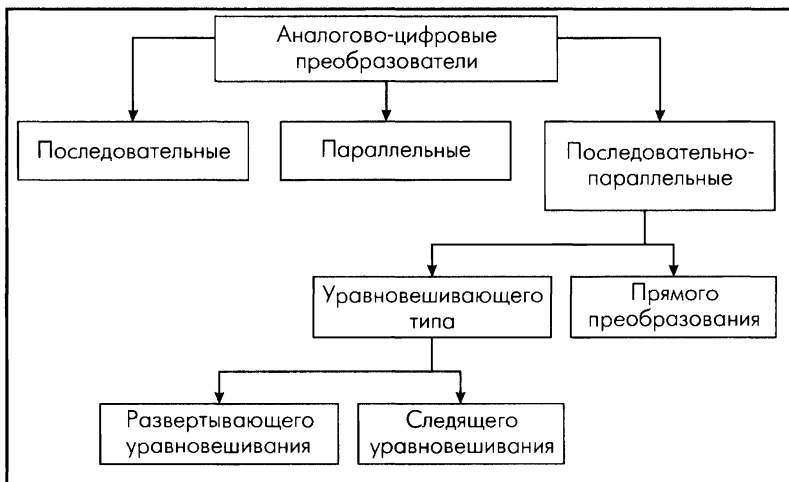 Аналогово-цифровые
преобразователи
Последовательные
Параллельные
Последовательно-
параллельные
Уравновешивающего
типа
Прямого
преобразования
Развертывающего
уравновешивания
Следящего
уравновешивания